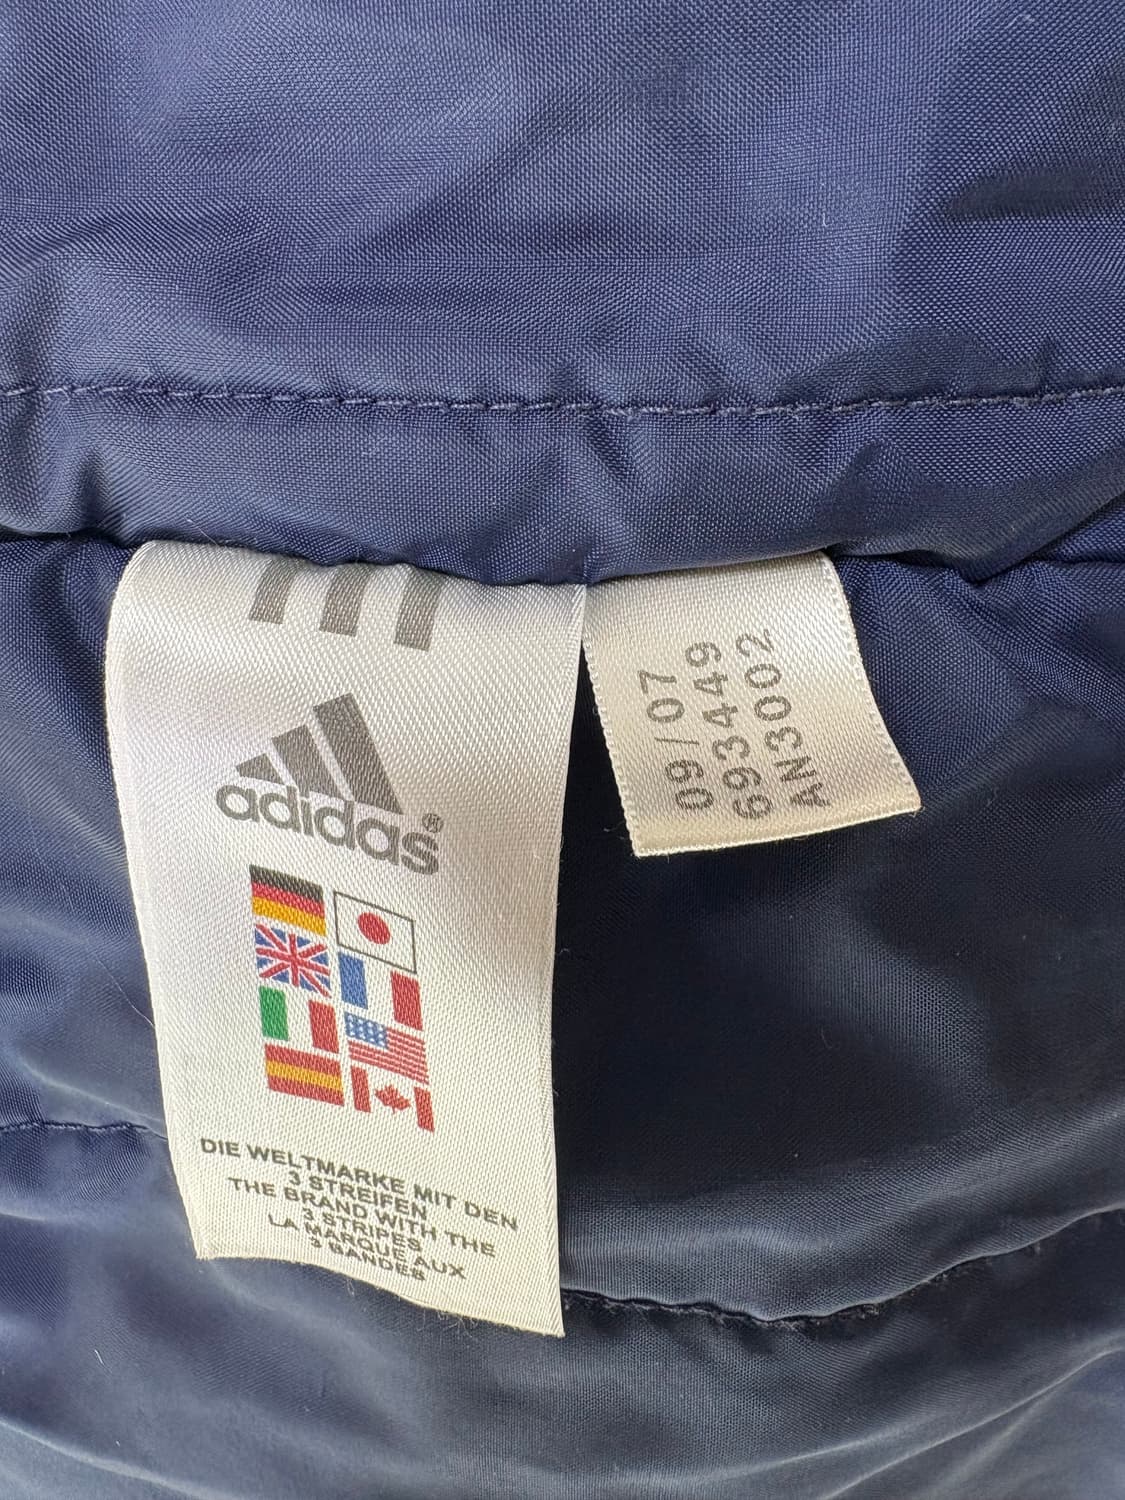 adidas®
DIE WELTMARKE MIT DEN
3 STREIFEN
THE BRAND WITH THE
3 STRIPES
LA MARQUE AUX
3 BANDES
09/07
693449
AN3002